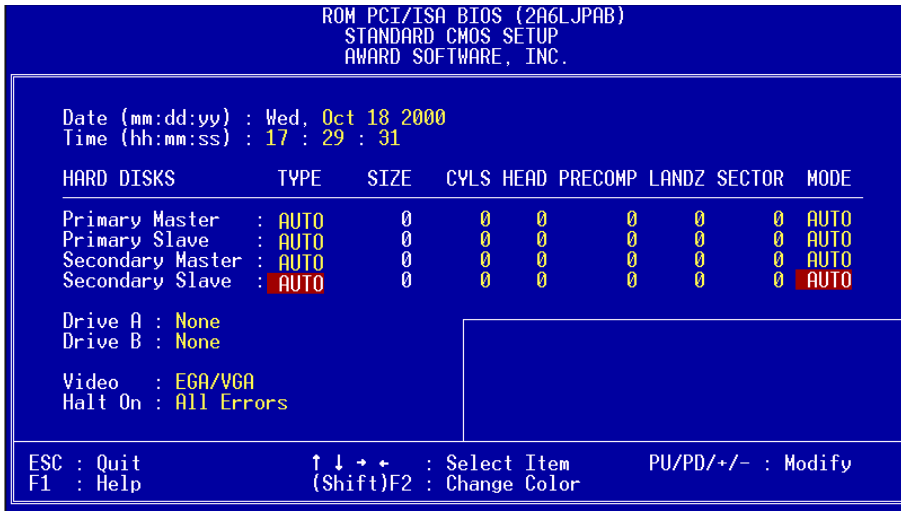 ROM PCI/ISA BIOS (2A6LJPAB)
STANDARD CMOS SETUP
AWARD SOFTWARE, INC.
Date (mm:dd:yy) : Wed, Oct 18 2000
Time (hh:mm:ss) : 17 : 29 : 31
HARD DISKS TYPE SIZE CYLS HEAD PRECOMP LANDZ SECTOR MODE
Primary Master : AUTO 0 0 0 0 0 0 AUTO
Primary Slave : AUTO 0 0 0 0 0 0 AUTO
Secondary Master : AUTO 0 0 0 0 0 0 AUTO
Secondary Slave : AUTO 0 0 0 0 0 0 AUTO
Drive A : None
Drive B : None
Video : EGA/VGA
Halt On : All Errors
ESC : Quit ↑ ↓ → ← : Select Item PU/PD/+/- : Modify
F1 : Help (Shift)F2 : Change Color